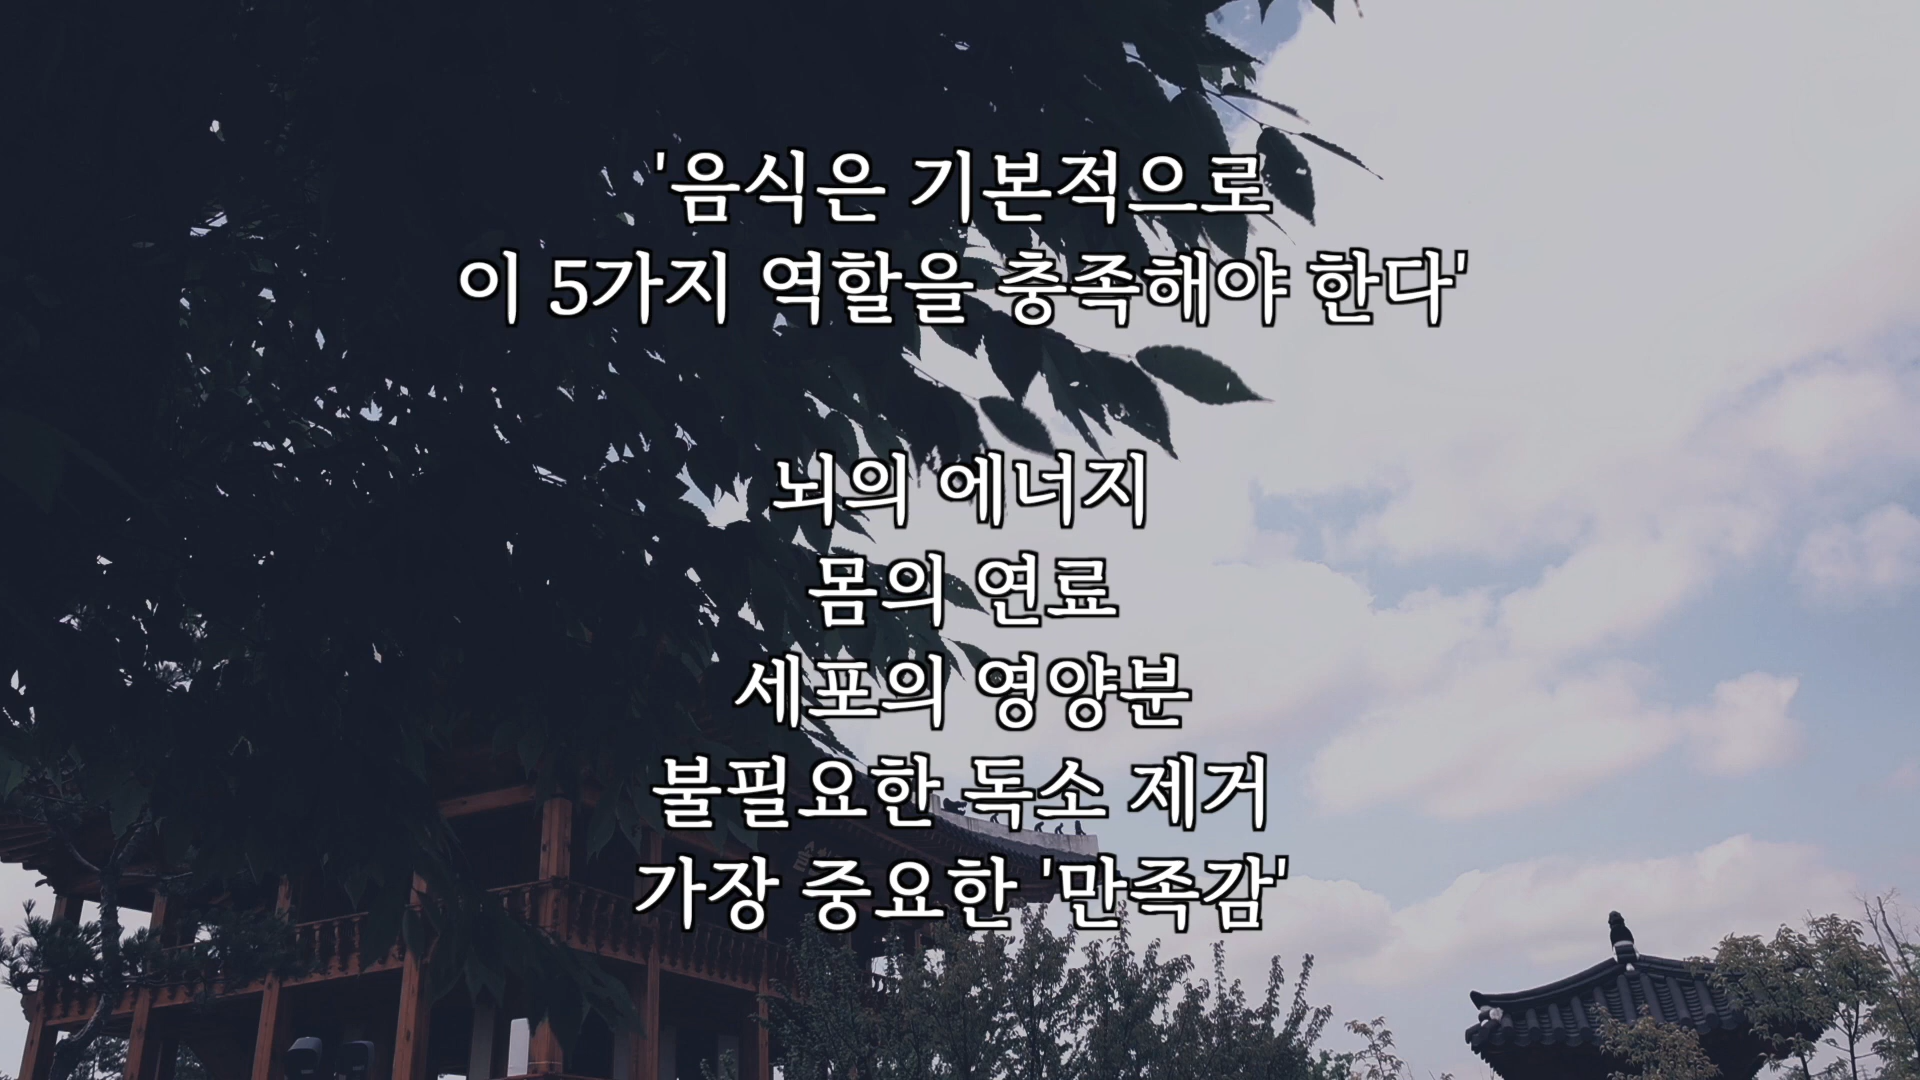 '음식은 기본적으로
이 5가지 역할을 충족해야 한다'
뇌의 에너지
몸의 연료
세포의 영양분
불필요한 독소 제거
가장 중요한 '만족감'